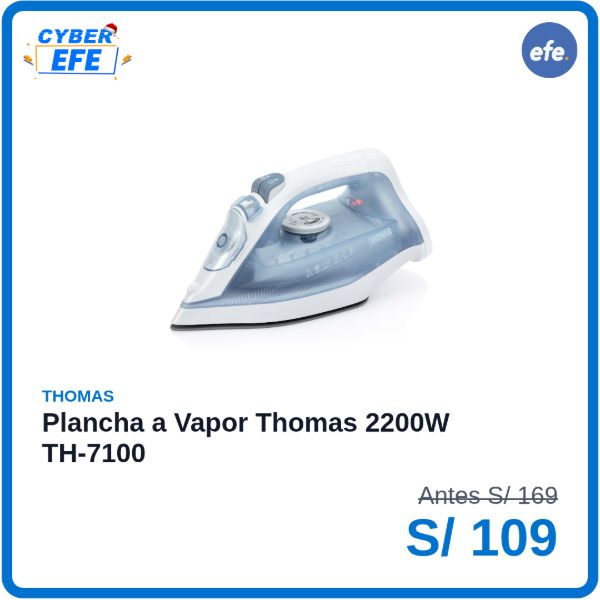 CYBER
EFE
efe.
THOMAS
Plancha a Vapor Thomas 2200W
TH-7100
Antes S/ 169
S/ 109